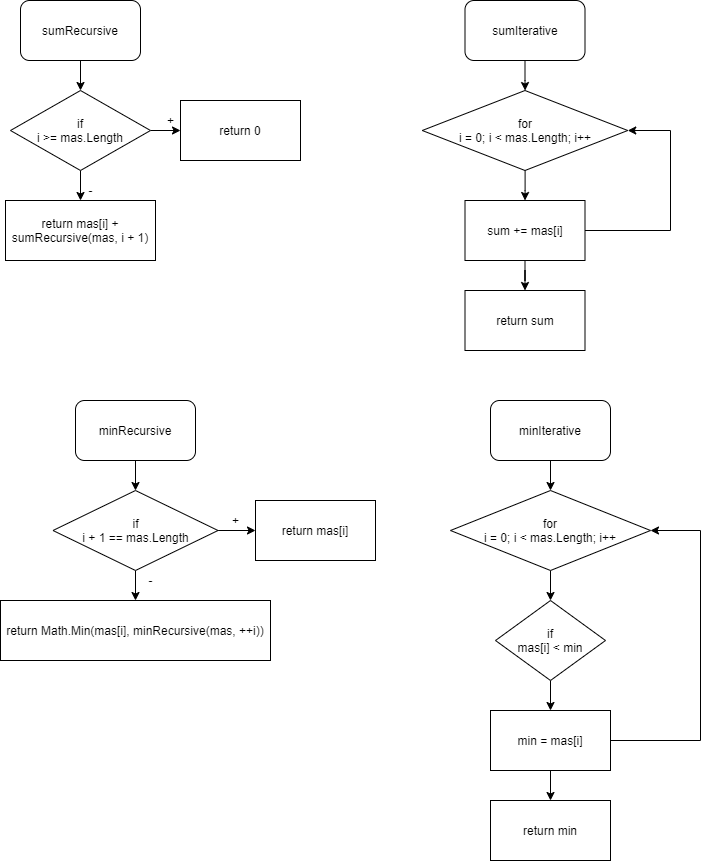 sumRecursive
if
i >= mas.Length
+
return 0
-
return mas[i] +
sumRecursive(mas, i + 1)
sumIterative
for
i = 0; i < mas.Length; i++
sum += mas[i]
return sum
minRecursive
if
i + 1 == mas.Length
+
return mas[i]
-
return Math.Min(mas[i], minRecursive(mas, ++i))
minIterative
for
i = 0; i < mas.Length; i++
if
mas[i] < min
min = mas[i]
return min